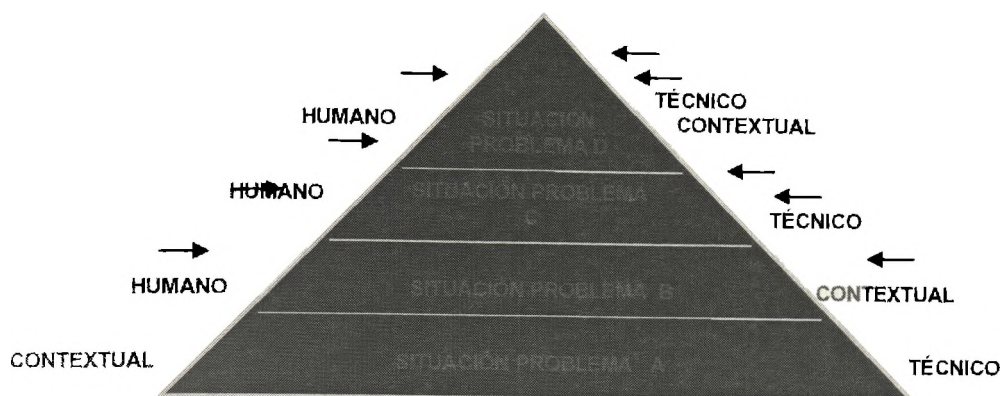 TÉCNICO
HUMANO
CONTEXTUAL
SITUACIÓN
PROBLEMA D
HUMANO
SITUACIÓN PROBLEMA
C
TÉCNICO
HUMANO
SITUACIÓN PROBLEMA B
CONTEXTUAL
CONTEXTUAL
SITUACIÓN PROBLEMA A
TÉCNICO